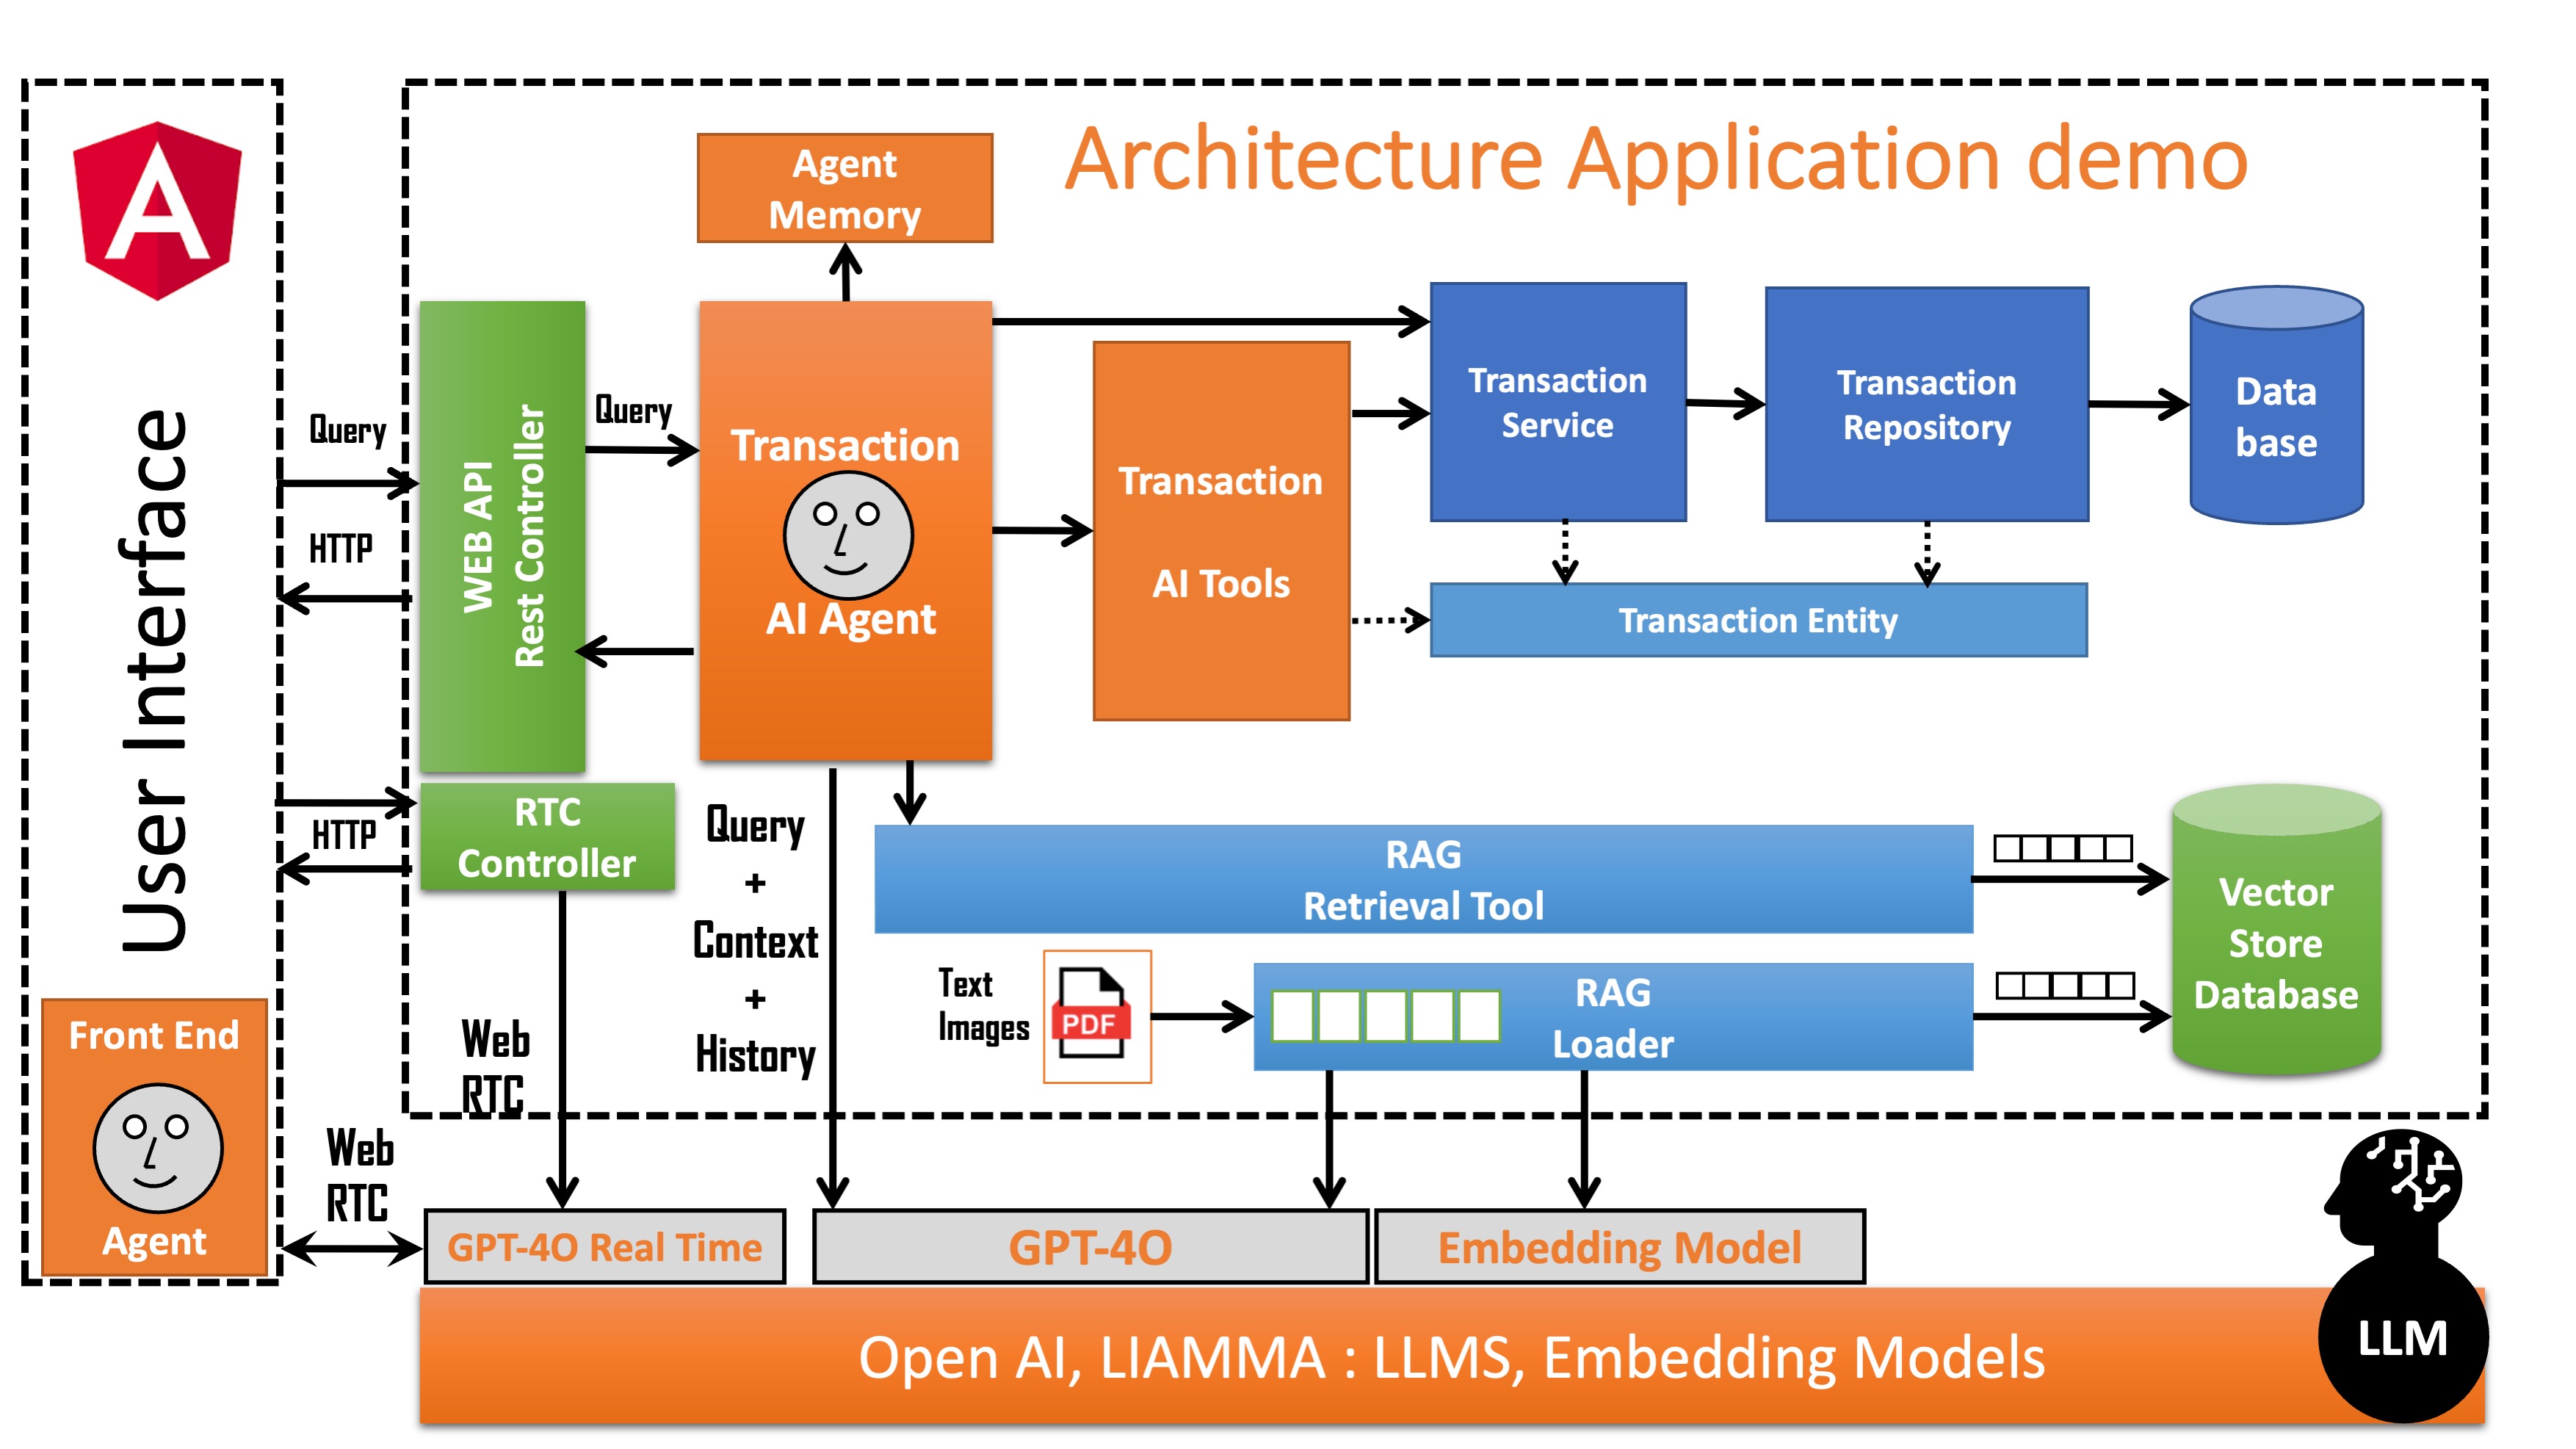 Architecture Application demo
A
User Interface
Front End
Agent
Query
HTTP
HTTP
Web
RTC
WEB API
Rest Controller
Query
RTC
Controller
Web
RTC
Agent
Memory
Transaction
AI Agent
Query
+
Context
+
History
Transaction
AI Tools
Transaction
Service
Transaction
Repository
Data
base
Transaction Entity
RAG
Retrieval Tool
Text
Images
PDF
RAG
Loader
Vector
Store
Database
GPT-4O Real Time
GPT-4O
Embedding Model
Open AI, LIAMMA : LLMS, Embedding Models
LLM